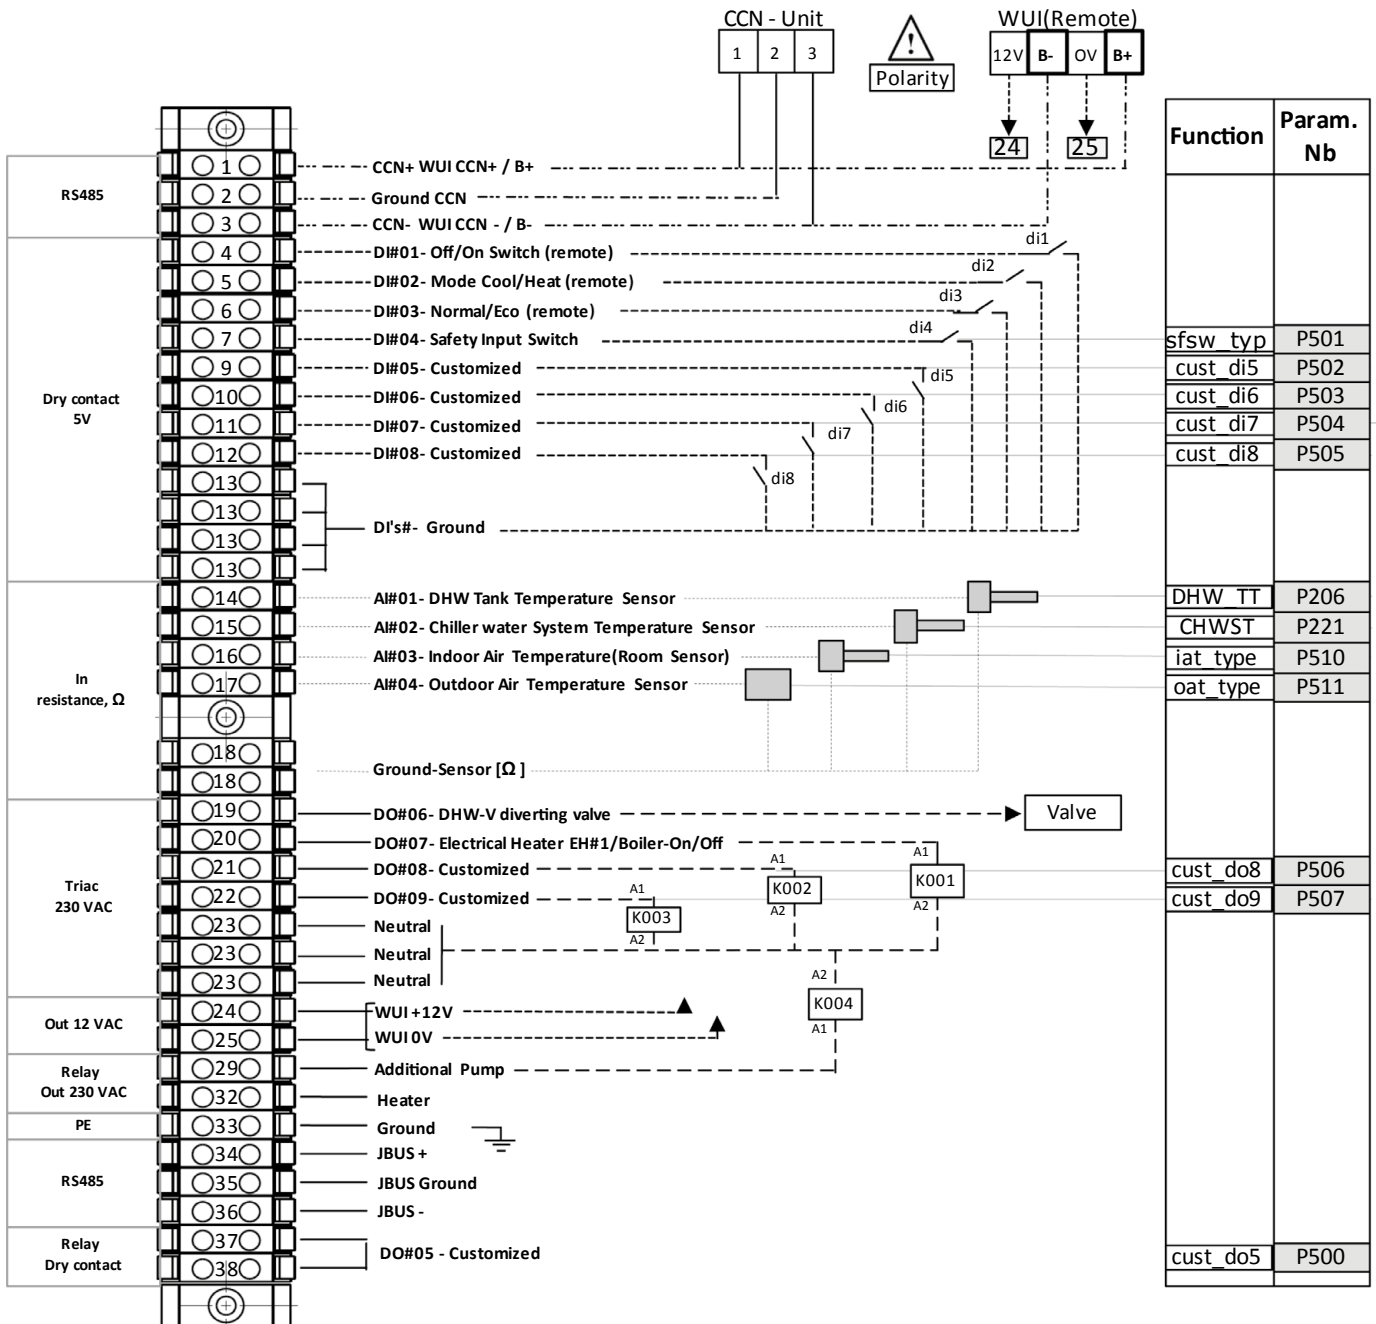 CCN - Unit
1 2 3
Polarity
WUI(Remote)
12V B- OV B+
24 25
Function Param. Nb
RS485
1 CCN+ WUI CCN+ / B+
2 Ground CCN
3 CCN- WUI CCN - / B-
Dry contact
5V
4 DI#01- Off/On Switch (remote) di1
5 DI#02- Mode Cool/Heat (remote) di2
6 DI#03- Normal/Eco (remote) di3
7 DI#04- Safety Input Switch di4 sfsw_typ P501
9 DI#05- Customized di5 cust_di5 P502
10 DI#06- Customized di6 cust_di6 P503
11 DI#07- Customized di7 cust_di7 P504
12 DI#08- Customized di8 cust_di8 P505
13
13
DI's#- Ground
13
13
In
resistance, Ω
14 AI#01- DHW Tank Temperature Sensor DHW_TT P206
15 AI#02- Chiller water System Temperature Sensor CHWST P221
16 AI#03- Indoor Air Temperature(Room Sensor) iat_type P510
17 AI#04- Outdoor Air Temperature Sensor oat_type P511
18
Ground-Sensor [Ω ]
18
Triac
230 VAC
19 DO#06- DHW-V diverting valve Valve
20 DO#07- Electrical Heater EH#1/Boiler-On/Off A1 K001 A2
21 DO#08- Customized A1 K002 A2 cust_do8 P506
22 DO#09- Customized A1 K003 A2 cust_do9 P507
23 Neutral
23 Neutral
23 Neutral
A2 K004 A1
Out 12 VAC
24 WUI +12V
25 WUI 0V
Relay
Out 230 VAC
29 Additional Pump
32 Heater
PE
33 Ground
RS485
34 JBUS +
35 JBUS Ground
36 JBUS -
Relay
Dry contact
37
DO#05 - Customized
38 cust_do5 P500